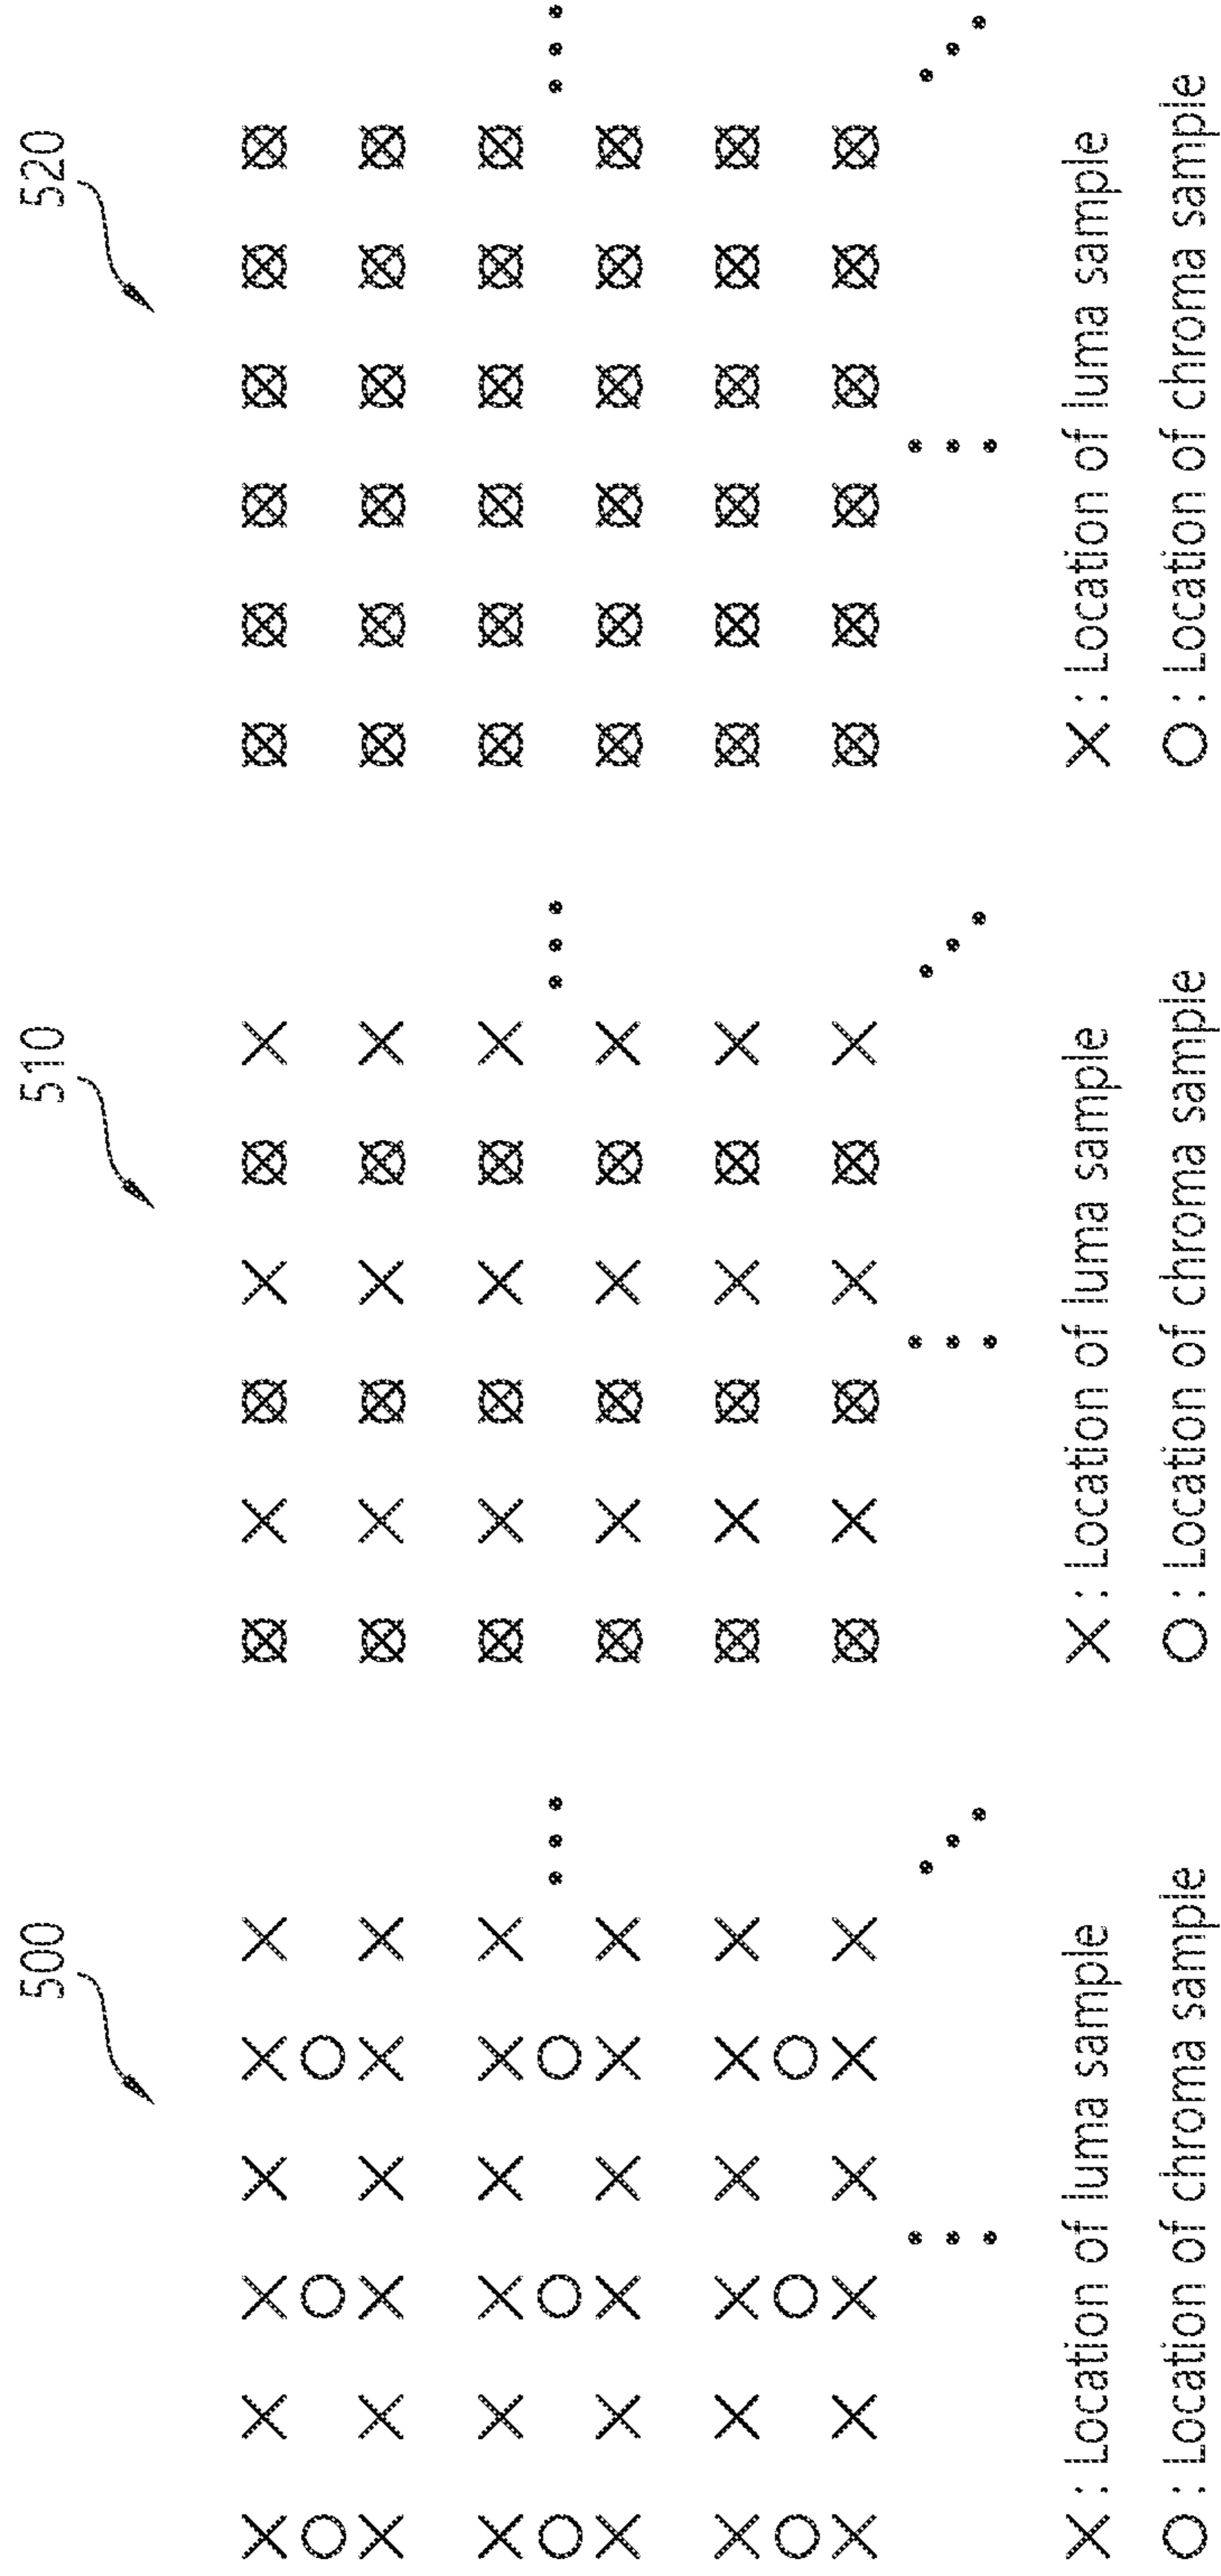 500
X : Location of luma sample
O : Location of chroma sample
510
X : Location of luma sample
O : Location of chroma sample
520
X : Location of luma sample
O : Location of chroma sample